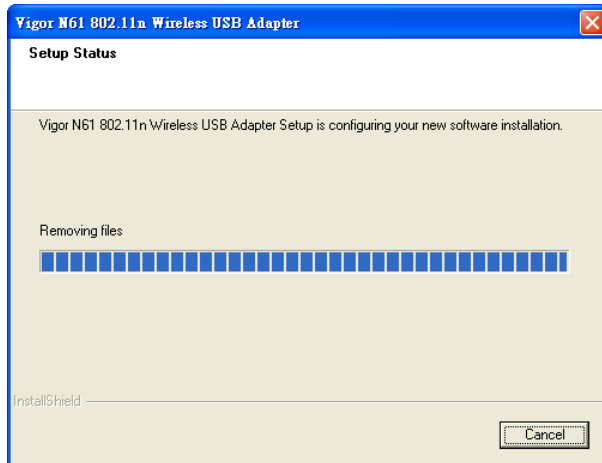 Vigor N61 802.11n Wireless USB Adapter
Setup Status
Vigor N61 802.11n Wireless USB Adapter Setup is configuring your new software installation.
Removing files
InstallShield
Cancel